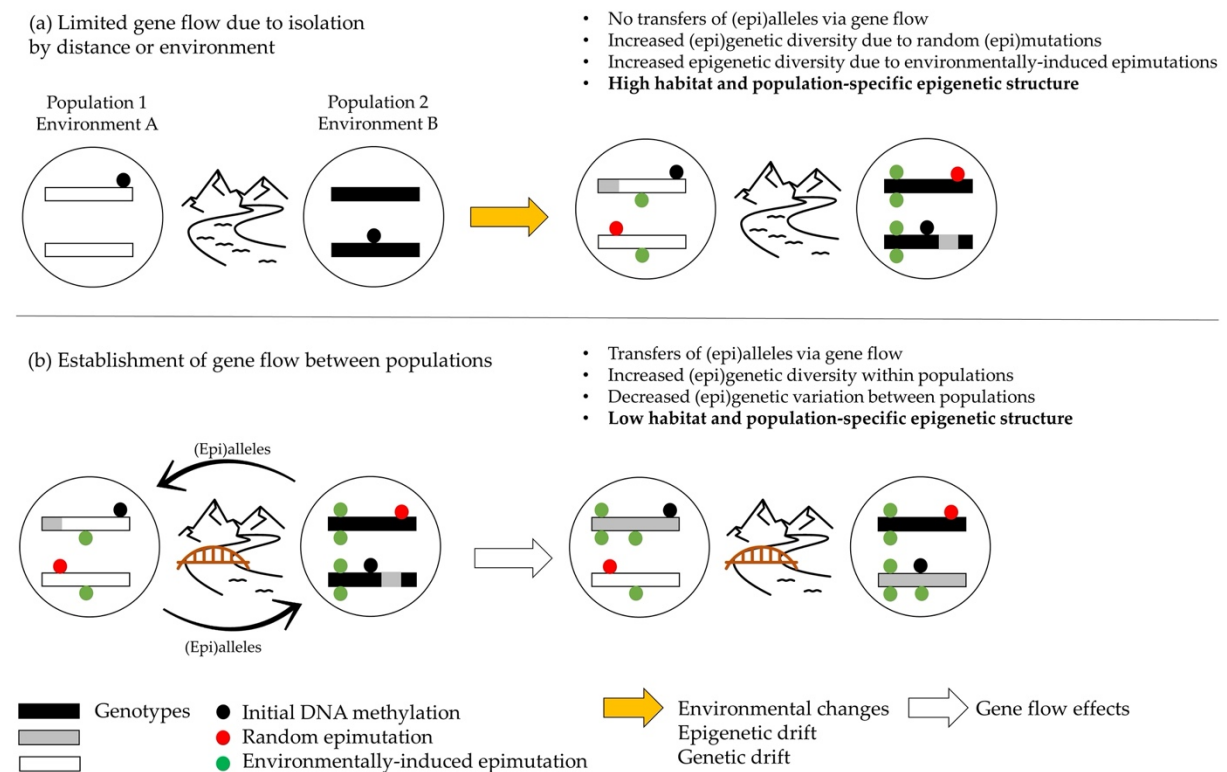 (a) Limited gene flow due to isolation
by distance or environment
• No transfers of (epi)alleles via gene flow
• Increased (epi)genetic diversity due to random (epi)mutations
• Increased epigenetic diversity due to environmentally-induced epimutations
• High habitat and population-specific epigenetic structure
Population 1
Environment A
Population 2
Environment B
(b) Establishment of gene flow between populations
• Transfers of (epi)alleles via gene flow
• Increased (epi)genetic diversity within populations
• Decreased (epi)genetic variation between populations
• Low habitat and population-specific epigenetic structure
(Epi)alleles
(Epi)alleles
Genotypes
Initial DNA methylation
Random epimutation
Environmentally-induced epimutation
Environmental changes
Epigenetic drift
Genetic drift
Gene flow effects